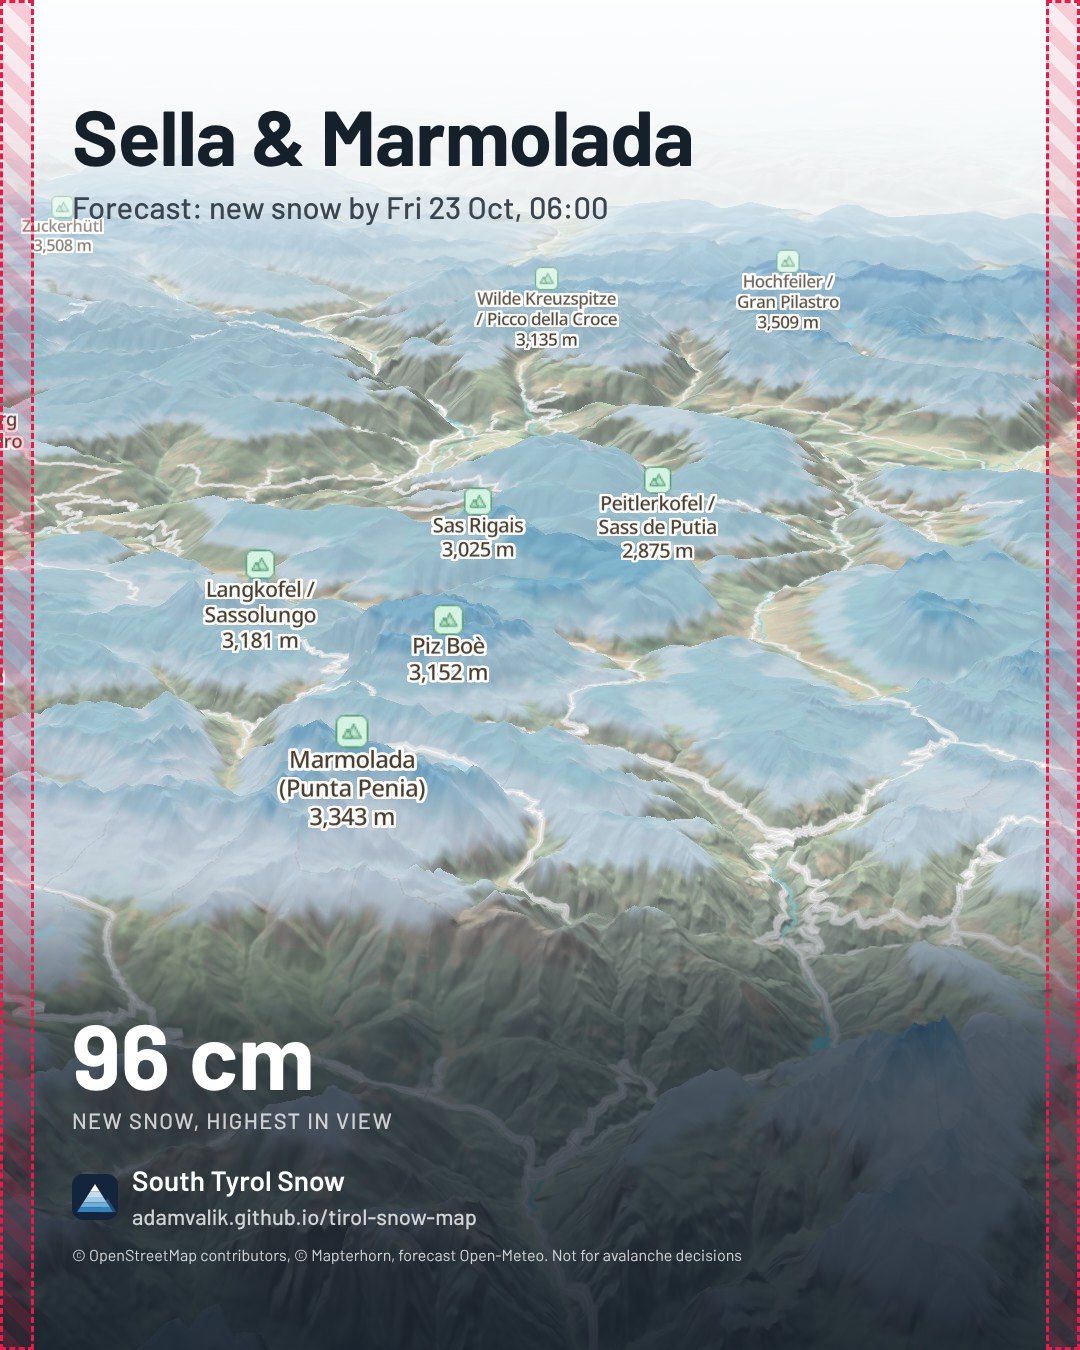 Sella & Marmolada
Forecast: new snow by Fri 23 Oct, 06:00
Zuckerhütl
3,508 m
Wilde Kreuzspitze
/ Picco della Croce
3,135 m
Hochfeiler /
Gran Pilastro
3,509 m
rg
ro
Peitlerkofel /
Sass de Putia
2,875 m
Sas Rigais
3,025 m
Langkofel /
Sassolungo
3,181 m
Piz Boè
3,152 m
Marmolada
(Punta Penia)
3,343 m
96 cm
NEW SNOW, HIGHEST IN VIEW
South Tyrol Snow
adamvalik.github.io/tirol-snow-map
© OpenStreetMap contributors, © Mapterhorn, forecast Open-Meteo. Not for avalanche decisions